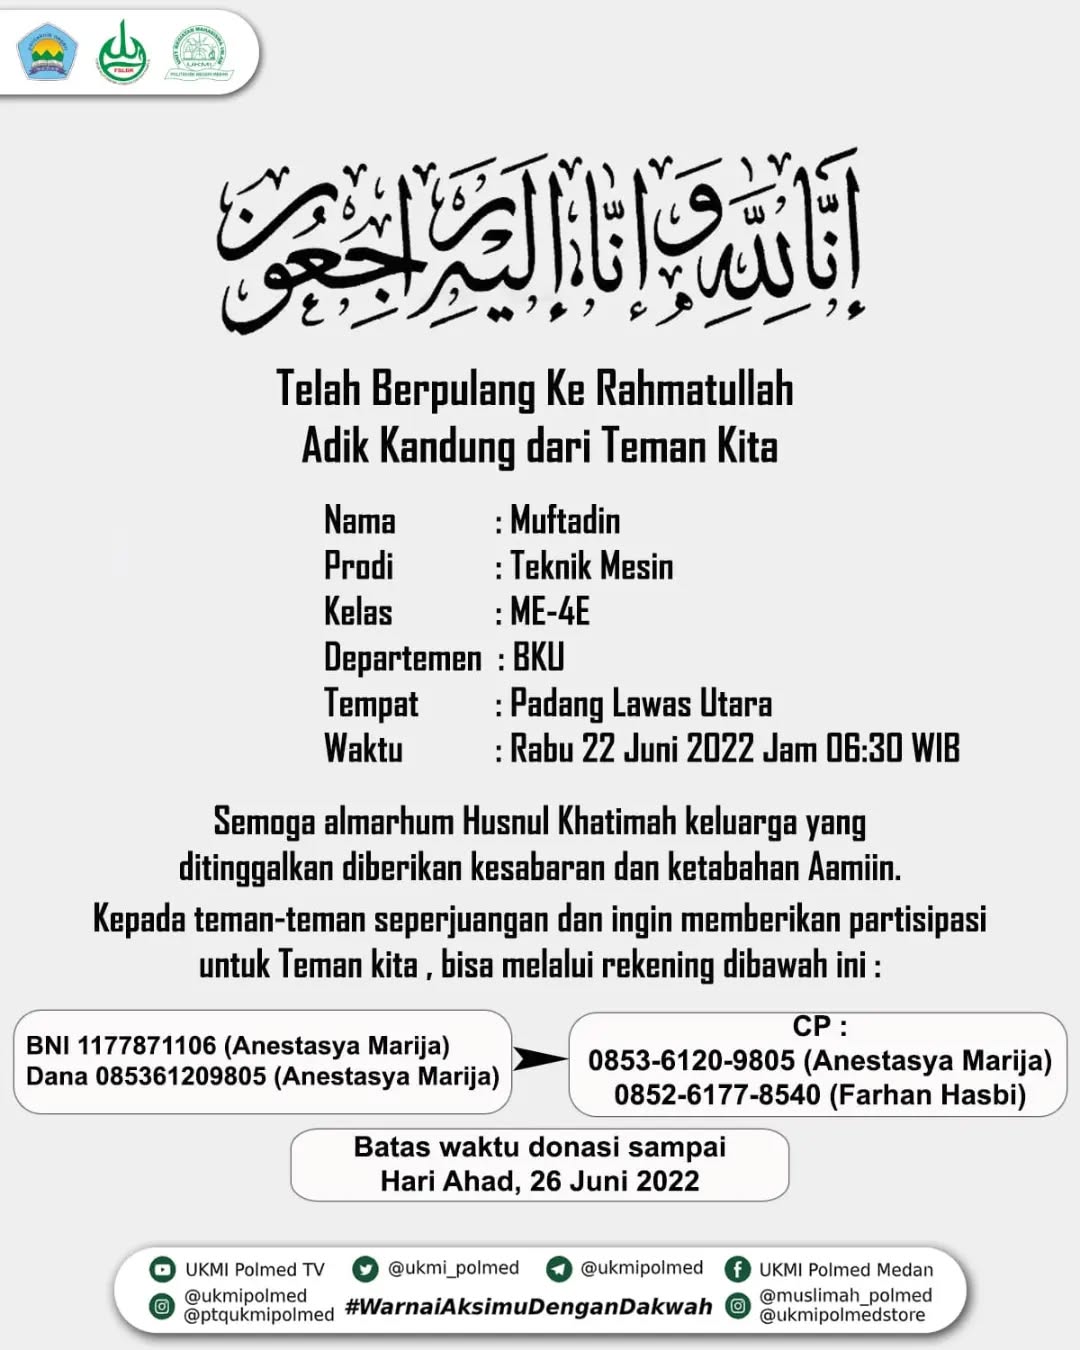 FSLDK
UKMI
POLITEKNIK NEGERI MEDAN
إِنَّا لِلَّهِ وَإِنَّا إِلَيْهِ رَاجِعُونَ
Telah Berpulang Ke Rahmatullah
Adik Kandung dari Teman Kita
Nama : Muftadin
Prodi : Teknik Mesin
Kelas : ME-4E
Departemen : BKU
Tempat : Padang Lawas Utara
Waktu : Rabu 22 Juni 2022 Jam 06:30 WIB
Semoga almarhum Husnul Khatimah keluarga yang
ditinggalkan diberikan kesabaran dan ketabahan Aamiin.
Kepada teman-teman seperjuangan dan ingin memberikan partisipasi
untuk Teman kita , bisa melalui rekening dibawah ini :
BNI 1177871106 (Anestasya Marija)
Dana 085361209805 (Anestasya Marija)
CP :
0853-6120-9805 (Anestasya Marija)
0852-6177-8540 (Farhan Hasbi)
Batas waktu donasi sampai
Hari Ahad, 26 Juni 2022
UKMI Polmed TV @ukmi_polmed @ukmipolmed UKMI Polmed Medan
@ukmipolmed
@ptqukmipolmed
#WarnaiAksimuDenganDakwah
@muslimah_polmed
@ukmipolmedstore